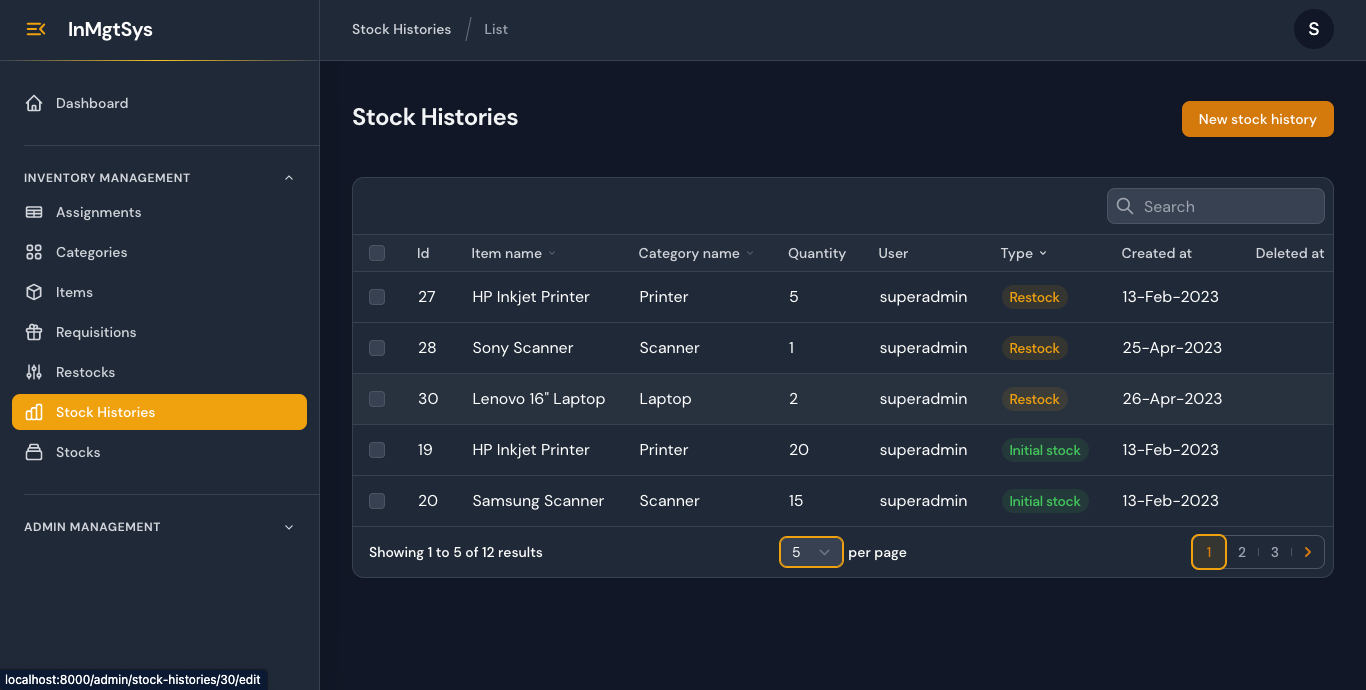 InMgtSys
Stock Histories / List
S
Dashboard
INVENTORY MANAGEMENT
Assignments
Categories
Items
Requisitions
Restocks
Stock Histories
Stocks
ADMIN MANAGEMENT
Stock Histories
New stock history
Search
Id Item name Category name Quantity User Type Created at Deleted at
27 HP Inkjet Printer Printer 5 superadmin Restock 13-Feb-2023
28 Sony Scanner Scanner 1 superadmin Restock 25-Apr-2023
30 Lenovo 16" Laptop Laptop 2 superadmin Restock 26-Apr-2023
19 HP Inkjet Printer Printer 20 superadmin Initial stock 13-Feb-2023
20 Samsung Scanner Scanner 15 superadmin Initial stock 13-Feb-2023
Showing 1 to 5 of 12 results 5 per page 1 2 3
localhost:8000/admin/stock-histories/30/edit